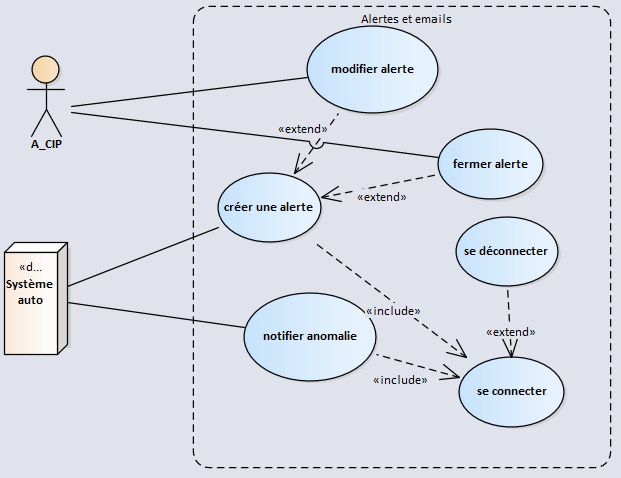 Alertes et emails
modifier alerte
«extend»
A_CIP
fermer alerte
«extend»
créer une alerte
se déconnecter
«d...
Système
auto
«include»
notifier anomalie
«extend»
«include»
se connecter